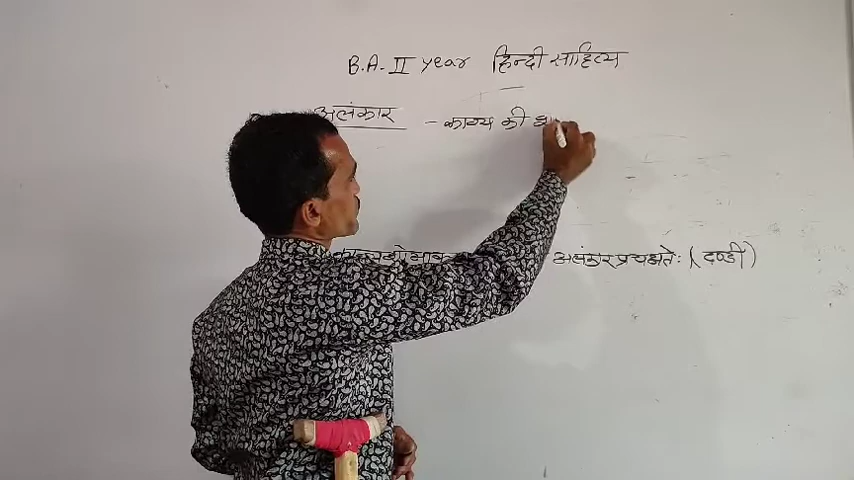 B.A. II year हिन्दी साहित्य
अलंकार - काव्य की
अलंकार प्रचक्षते: (दण्डी)